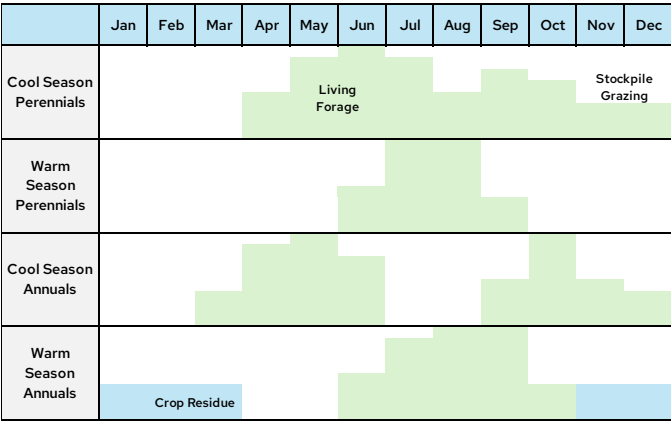 Jan Feb Mar Apr May Jun Jul Aug Sep Oct Nov Dec
Cool Season
Perennials
Living
Forage
Stockpile
Grazing
Warm
Season
Perennials
Cool Season
Annuals
Warm
Season
Annuals
Crop Residue